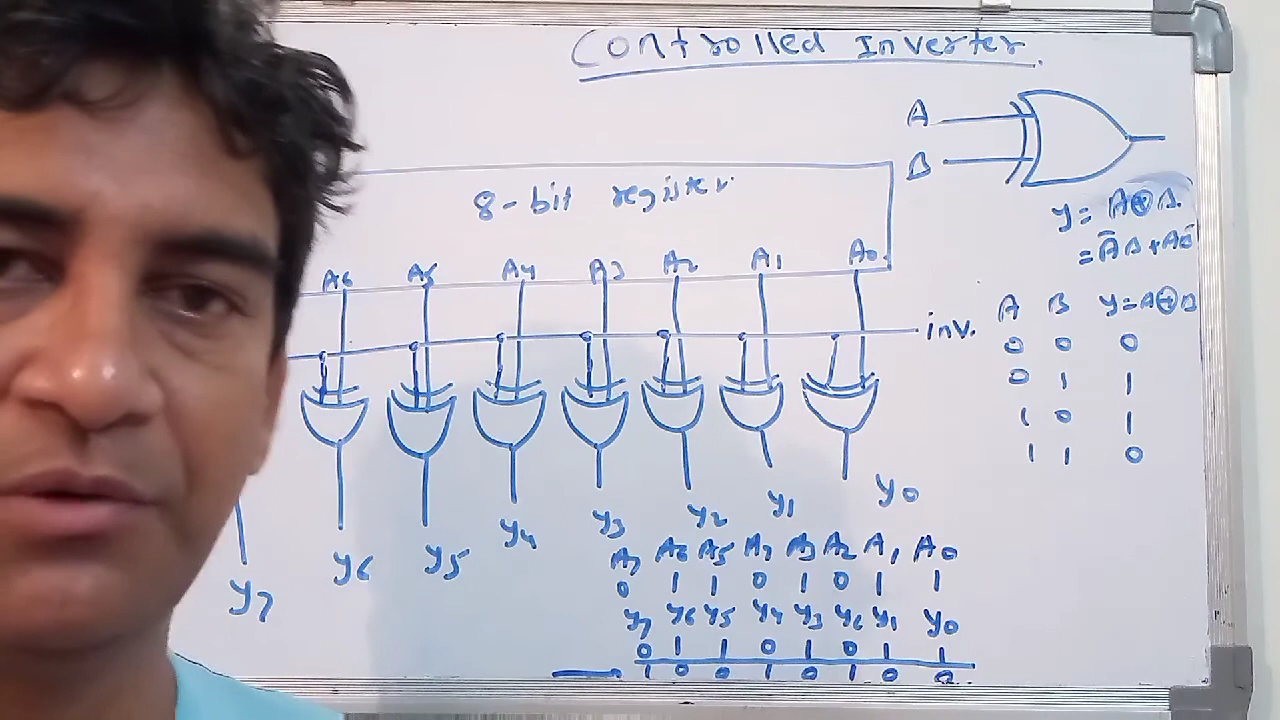 Controlled Inverter.
A
B
y = A⊕B.
= A̅B + AB̅
8-bit register
A6 A5 A4 A3 A2 A1 A0
inv.
A B y=A⊕B
0 0 0
0 1 1
1 0 1
1 1 0
y7 y6 y5 y4 y3 y2 y1 y0
A7 A6 A5 A4 A3 A2 A1 A0
0 1 1 0 1 0 1 1
y7 y6 y5 y4 y3 y2 y1 y0
0 1 1 0 1 0 1 1
1 0 0 1 0 1 0 0